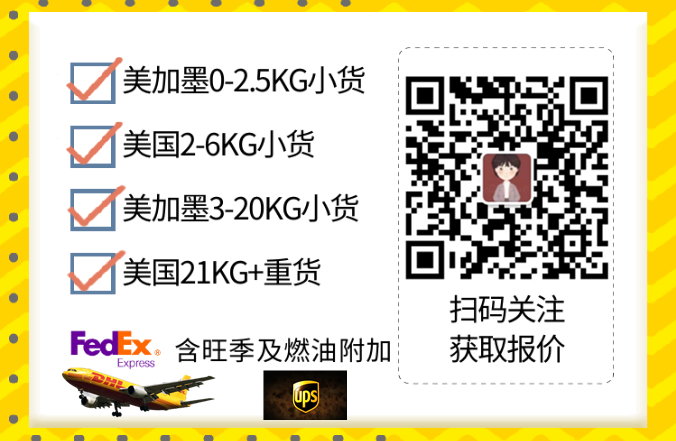 美加墨0-2.5KG小货
美国2-6KG小货
美加墨3-20KG小货
美国21KG+重货
扫码关注
获取报价
FedEx®
Express
含旺季及燃油附加
DHL
ups